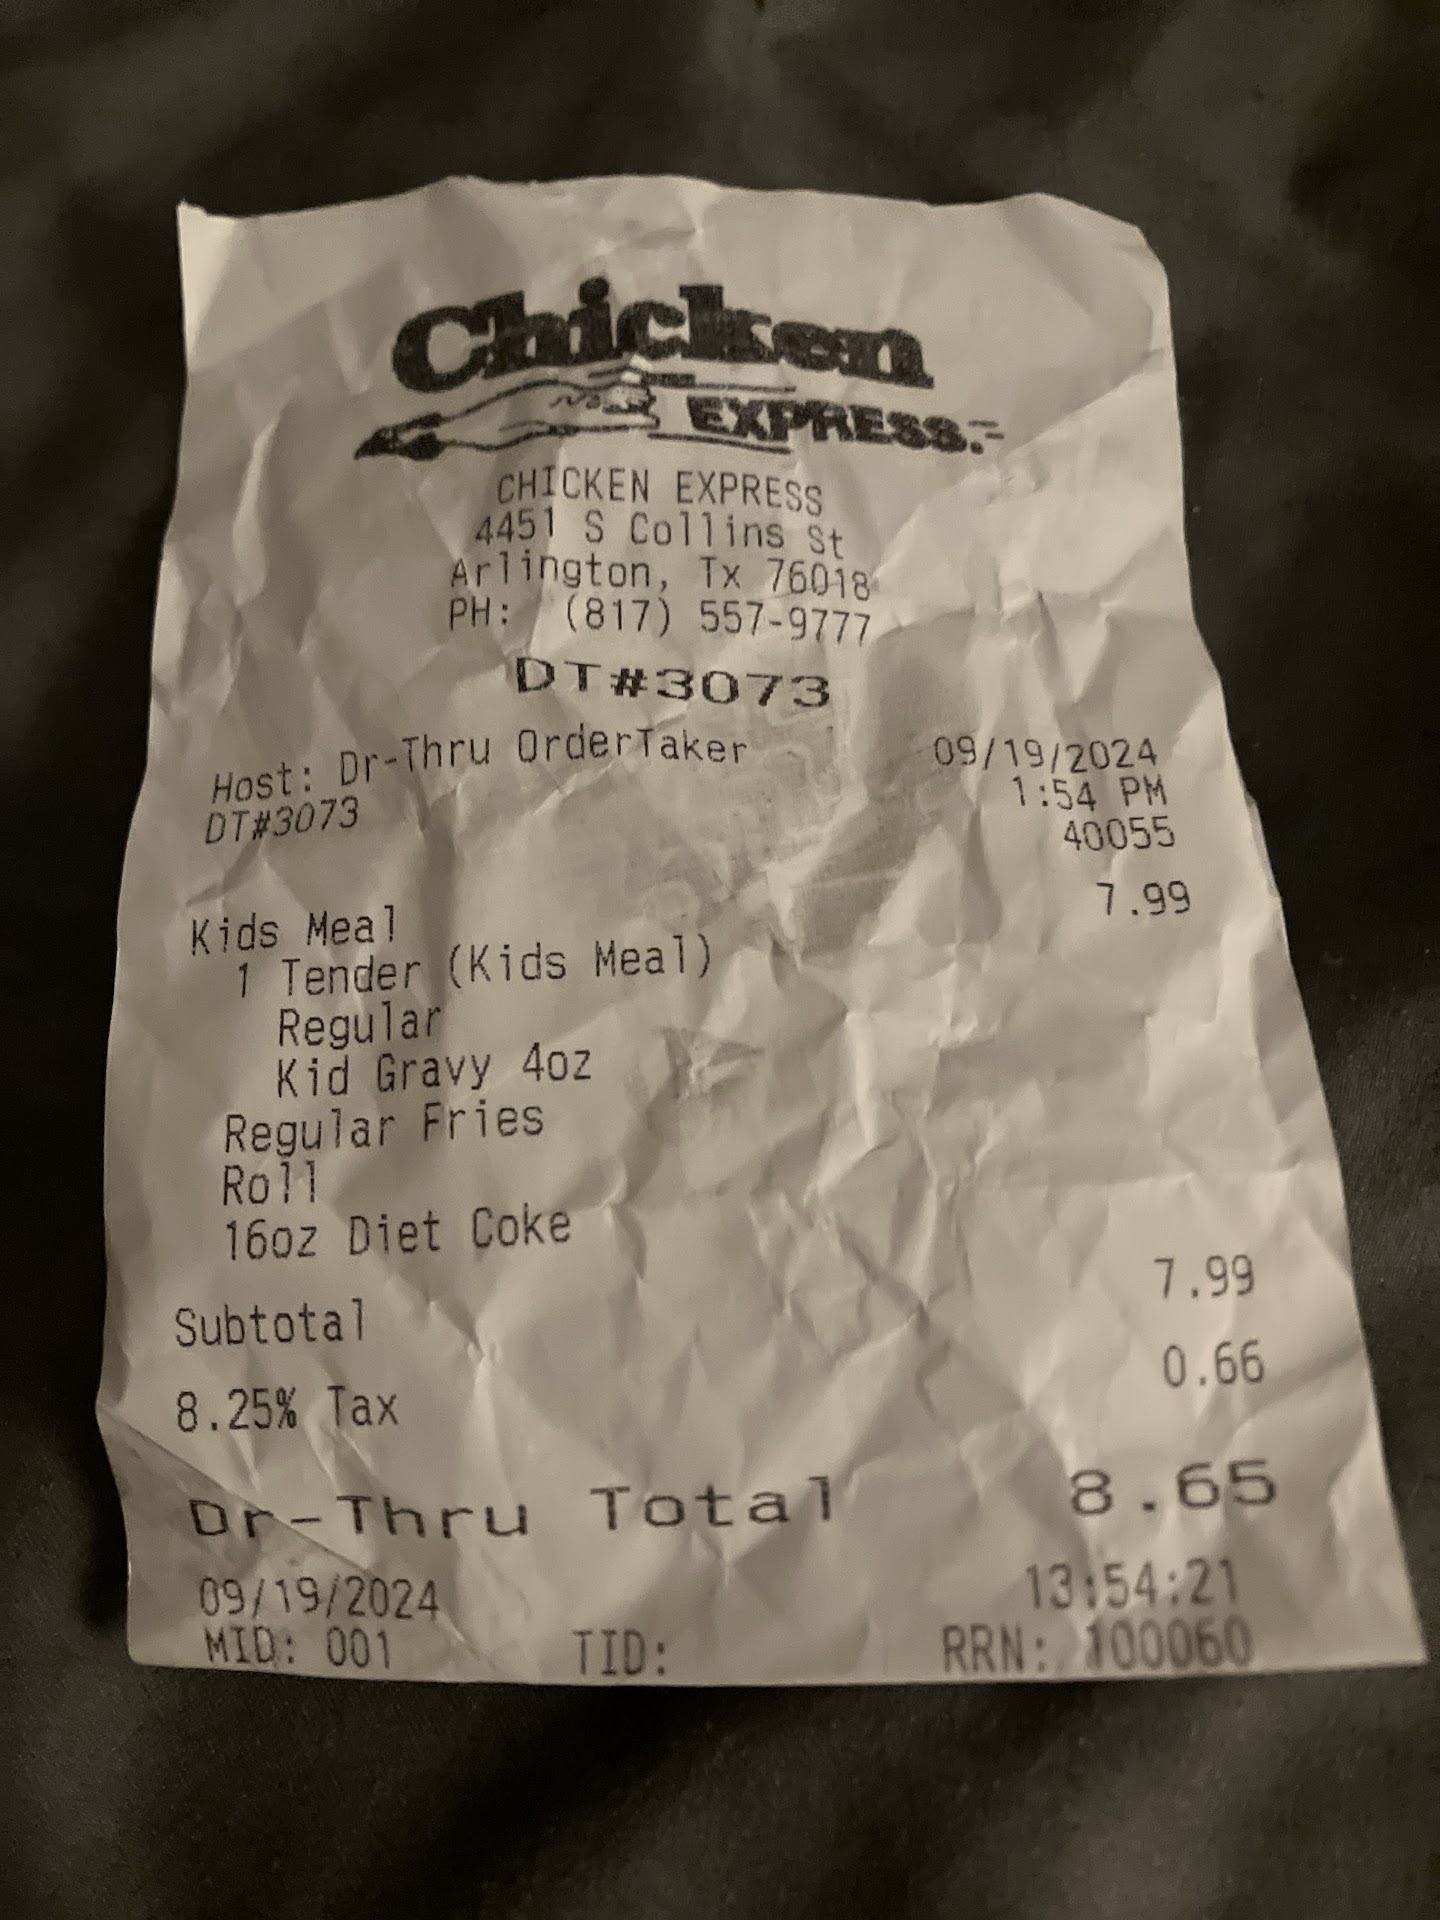 Chicken
EXPRESS.
CHICKEN EXPRESS
4451 S Collins St
Arlington, Tx 76018
PH: (817) 557-9777
DT#3073
Host: Dr-Thru OrderTaker 09/19/2024
DT#3073 1:54 PM
40055
Kids Meal 7.99
1 Tender (Kids Meal)
Regular
Kid Gravy 4oz
Regular Fries
Roll
16oz Diet Coke
Subtotal 7.99
8.25% Tax 0.66
Dr-Thru Total 8.65
09/19/2024 13:54:21
MID: 001 TID: RRN: 100060